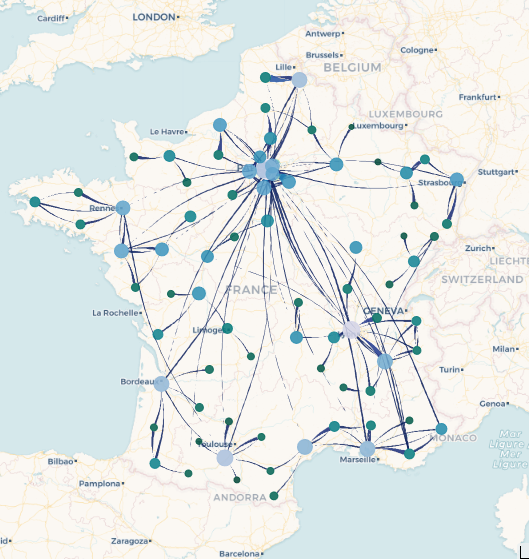 Cardiff
LONDON
Antwerp
Brussels
Lille
BELGIUM
Cologne
Frankfurt
LUXEMBOURG
Luxembourg
Le Havre
Stuttgart
Strasbourg
Rennes
Zurich
LIECHTE
SWITZERLAND
FRANCE
La Rochelle
GENEVA
Limoges
Milan
Turin
Bordeaux
Genoa
MONACO
Mar
Ligure
Mer
Ligure
Toulouse
Marseille
Bilbao
Pamplona
ANDORRA
Zaragoza
Barcelona